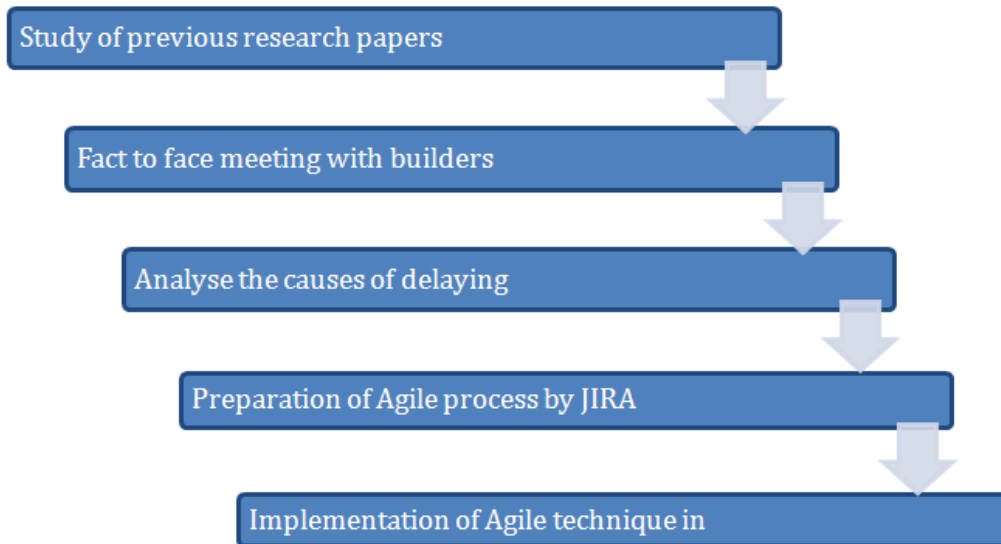 Study of previous research papers
Fact to face meeting with builders
Analyse the causes of delaying
Preparation of Agile process by JIRA
Implementation of Agile technique in